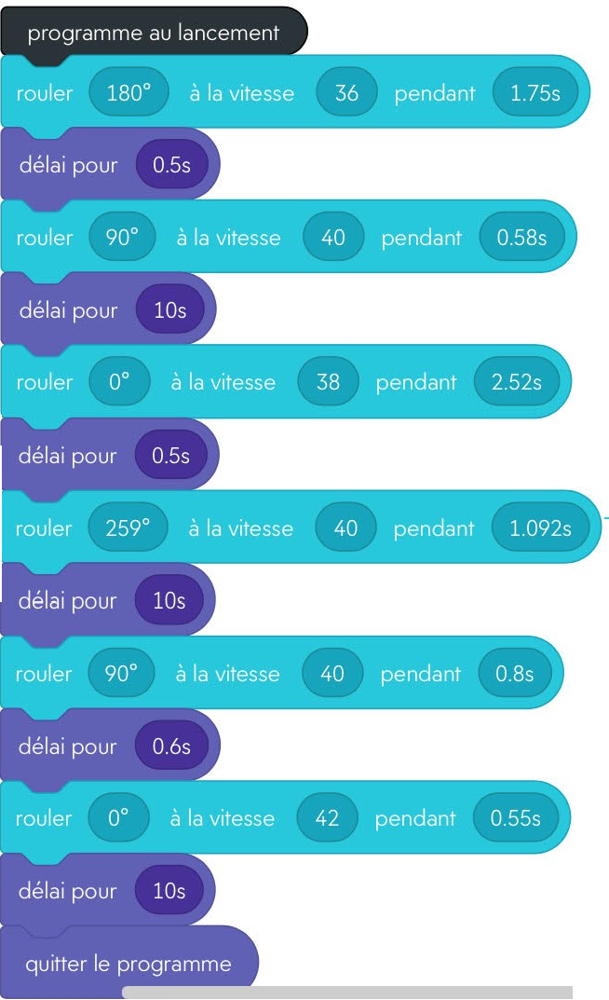 programme au lancement
rouler 180° à la vitesse 36 pendant 1.75s
délai pour 0.5s
rouler 90° à la vitesse 40 pendant 0.58s
délai pour 10s
rouler 0° à la vitesse 38 pendant 2.52s
délai pour 0.5s
rouler 259° à la vitesse 40 pendant 1.092s
délai pour 10s
rouler 90° à la vitesse 40 pendant 0.8s
délai pour 0.6s
rouler 0° à la vitesse 42 pendant 0.55s
délai pour 10s
quitter le programme